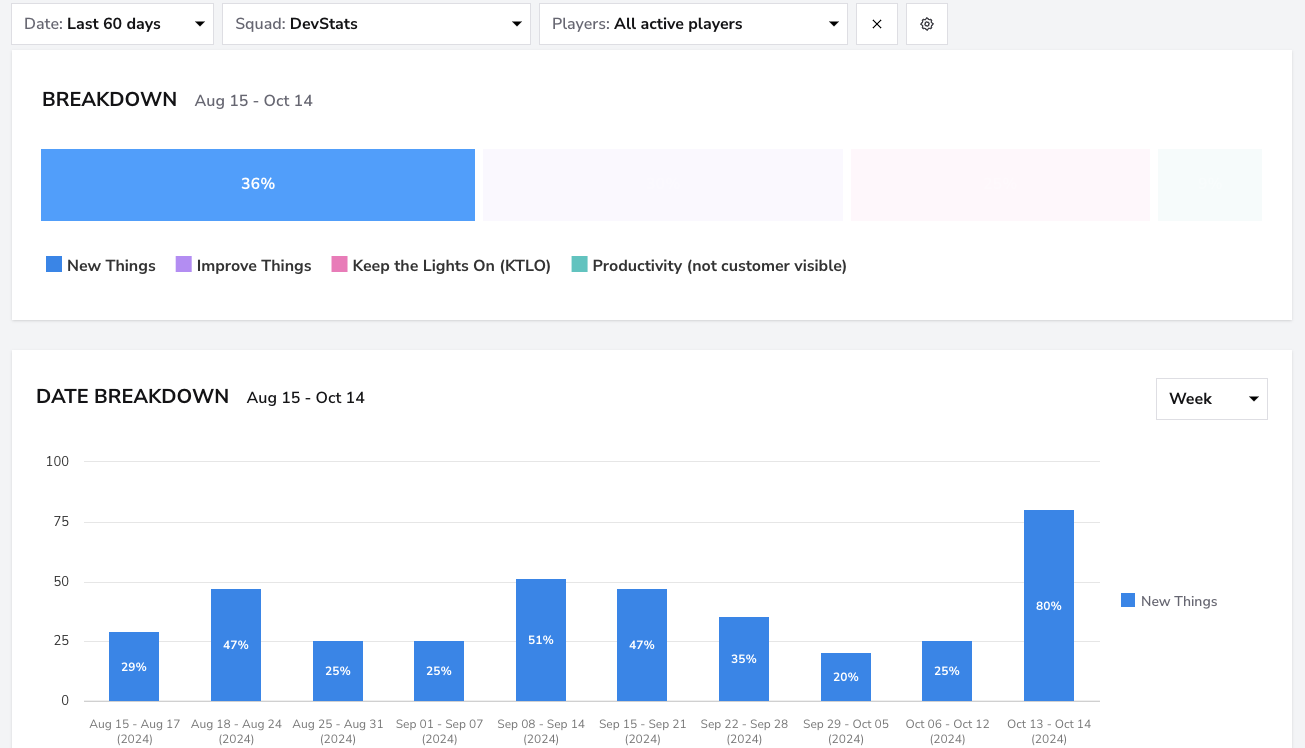 Date: Last 60 days
Squad: DevStats
Players: All active players
BREAKDOWN Aug 15 - Oct 14
36%
New Things
Improve Things
Keep the Lights On (KTLO)
Productivity (not customer visible)
DATE BREAKDOWN Aug 15 - Oct 14
Week
100
75
50
25
0
29%
47%
25%
25%
51%
47%
35%
20%
25%
80%
New Things
Aug 15 - Aug 17
(2024)
Aug 18 - Aug 24
(2024)
Aug 25 - Aug 31
(2024)
Sep 01 - Sep 07
(2024)
Sep 08 - Sep 14
(2024)
Sep 15 - Sep 21
(2024)
Sep 22 - Sep 28
(2024)
Sep 29 - Oct 05
(2024)
Oct 06 - Oct 12
(2024)
Oct 13 - Oct 14
(2024)